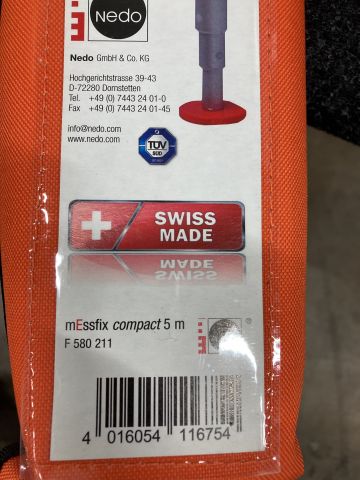 mE
Nedo
Nedo GmbH & Co. KG
Hochgerichtstrasse 39-43
D-72280 Dornstetten
Tel. +49 (0) 7443 24 01-0
Fax +49 (0) 7443 24 01-45
info@nedo.com
www.nedo.com
TÜV
SÜD
SWISS
MADE
mEssfix compact 5 m
F 580 211
4 016054 116754